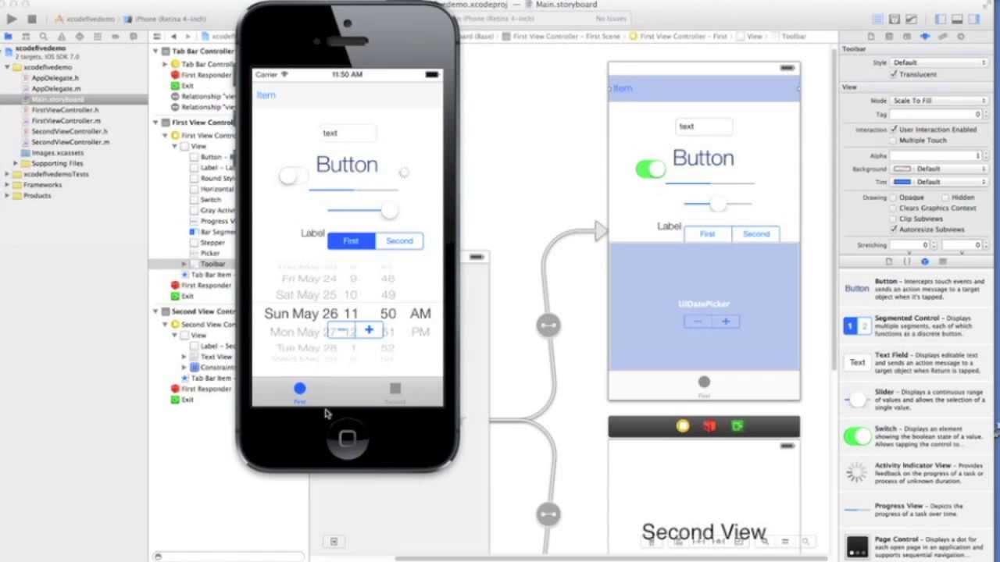 xcodefivedemo
iPhone (Retina 4-inch)
vedemo.xcodeproj — Main.storyboard
iPhone (Retina 4-inch)
No Issues
xcodefivedemo
2 targets, iOS SDK 7.0
xcodefivedemo
AppDelegate.h
AppDelegate.m
Main.storyboard
FirstViewController.h
FirstViewController.m
SecondViewController.h
SecondViewController.m
Images.xcassets
Supporting Files
xcodefivedemoTests
Frameworks
Products
xcodefi
oard (Base)
First View Controller – First Scene
First View Controller – First
View
Toolbar
Tab Bar Controller
Tab Bar Controlle
First Responder
Exit
Relationship "vie
Relationship "vie
First View Control
First View Contro
View
Button – B
Label – La
Round Style
Horizontal
Switch
Gray Activ
Progress V
Bar Segme
Stepper
Picker
Toolbar
Tab Bar Item –
First Responder
Exit
Second View Cont
Second View Con
View
Label – Sec
Text View
Constraints
Tab Bar Item –
First Responder
Exit
Carrier
11:50 AM
Item
text
Button
Label
First
Second
Fri May 24 9 48
Sat May 25 10 49
Sun May 26 11 50 AM
Mon May 27 12 51 PM
Tue May 28 1 52
First
Second
Item
text
Button
Label
First
Second
UIDatePicker
First
Second View
Toolbar
Style
Default
Translucent
View
Mode
Scale To Fill
Tag
0
Interaction
User Interaction Enabled
Multiple Touch
Alpha
1
Background
Default
Tint
Default
Drawing
Opaque
Hidden
Clears Graphics Context
Clip Subviews
Autoresize Subviews
Stretching
0
0
Button
Button – Intercepts touch events and
sends an action message to a target
object when it's tapped.
1 2
Segmented Control – Displays
multiple segments, each of which
functions as a discrete button.
Text
Text Field – Displays editable text
and sends an action message to a
target object when Return is tapped.
Slider – Displays a continuous range
of values and allows the selection of a
single value.
Switch – Displays an element
showing the boolean state of a value.
Allows tapping the control to...
Activity Indicator View – Provides
feedback on the progress of a task or
process of unknown duration.
Progress View – Depicts the
progress of a task over time.
Page Control – Displays a dot for
each open page in an application and
supports sequential navigation...